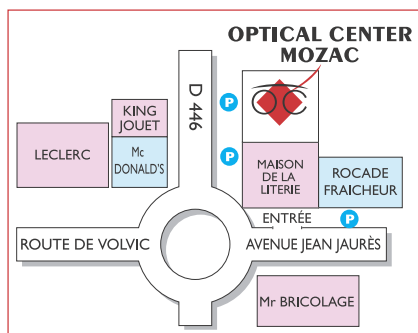 OPTICAL CENTER
MOZAC
OC
D 446
P
KING
JOUET
LECLERC
Mc
DONALD'S
P
MAISON
DE LA
LITERIE
ROCADE
FRAICHEUR
ENTRÉE
P
ROUTE DE VOLVIC
AVENUE JEAN JAURÈS
Mr BRICOLAGE